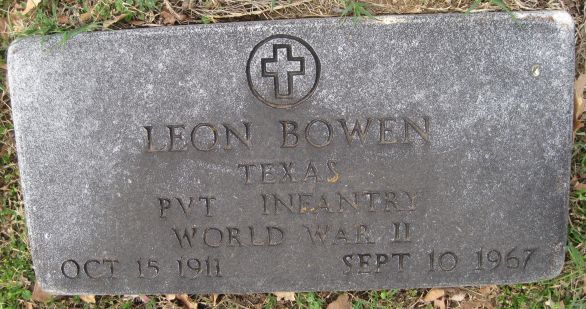 LEON BOWEN
TEXAS
PVT INFANTRY
WORLD WAR II
OCT 15 1911 SEPT 10 1967